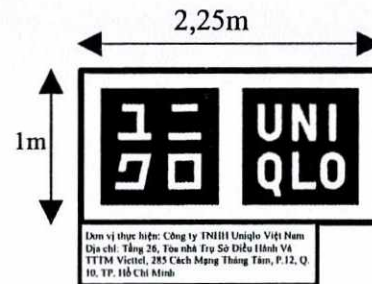 2,25m
1m
ユニ UNI
クロ QLO
Đơn vị thực hiện: Công ty TNHH Uniqlo Việt Nam
Địa chỉ: Tầng 26, Tòa nhà Trụ Sở Điều Hành Và
TTTM Viettel, 285 Cách Mạng Tháng Tám, P.12, Q.
10, TP. Hồ Chí Minh